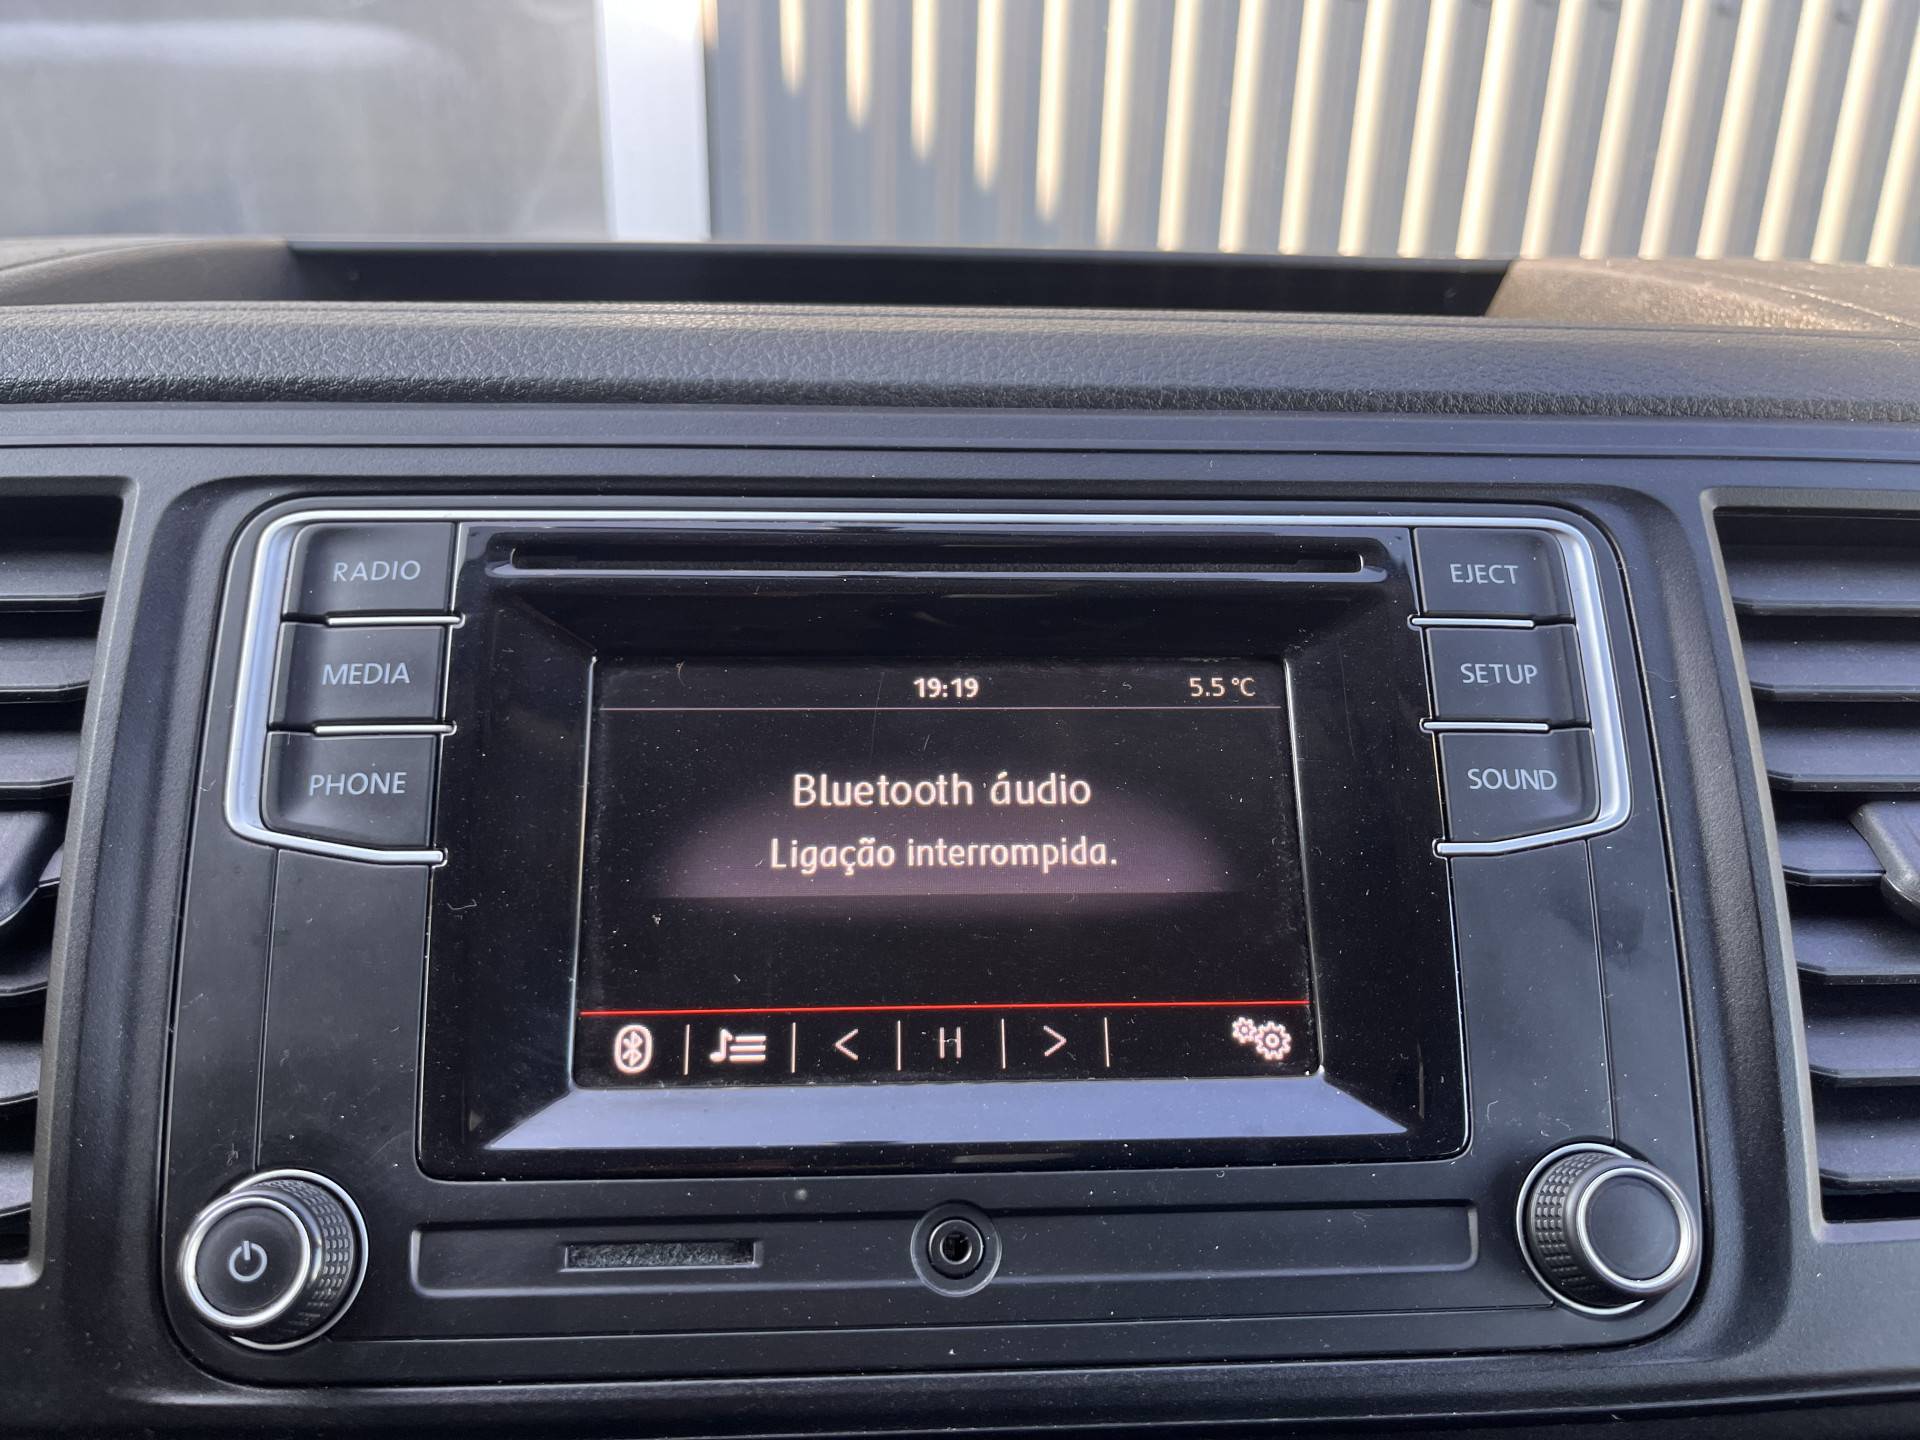 RADIO
MEDIA
PHONE
EJECT
SETUP
SOUND
19:19 5.5 °C
Bluetooth áudio
Ligação interrompida.